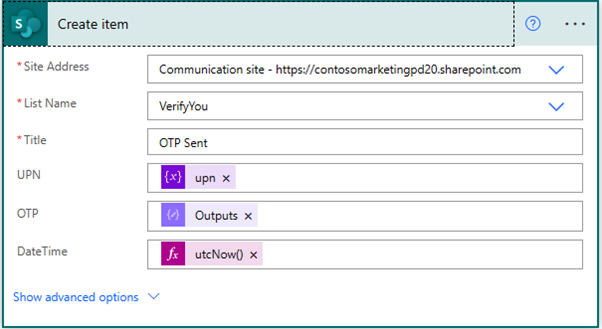 Create item
* Site Address
Communication site - https://contosomarketingpd20.sharepoint.com
* List Name
VerifyYou
* Title
OTP Sent
UPN
{x} upn ×
OTP
{✓} Outputs ×
DateTime
fx utcNow() ×
Show advanced options